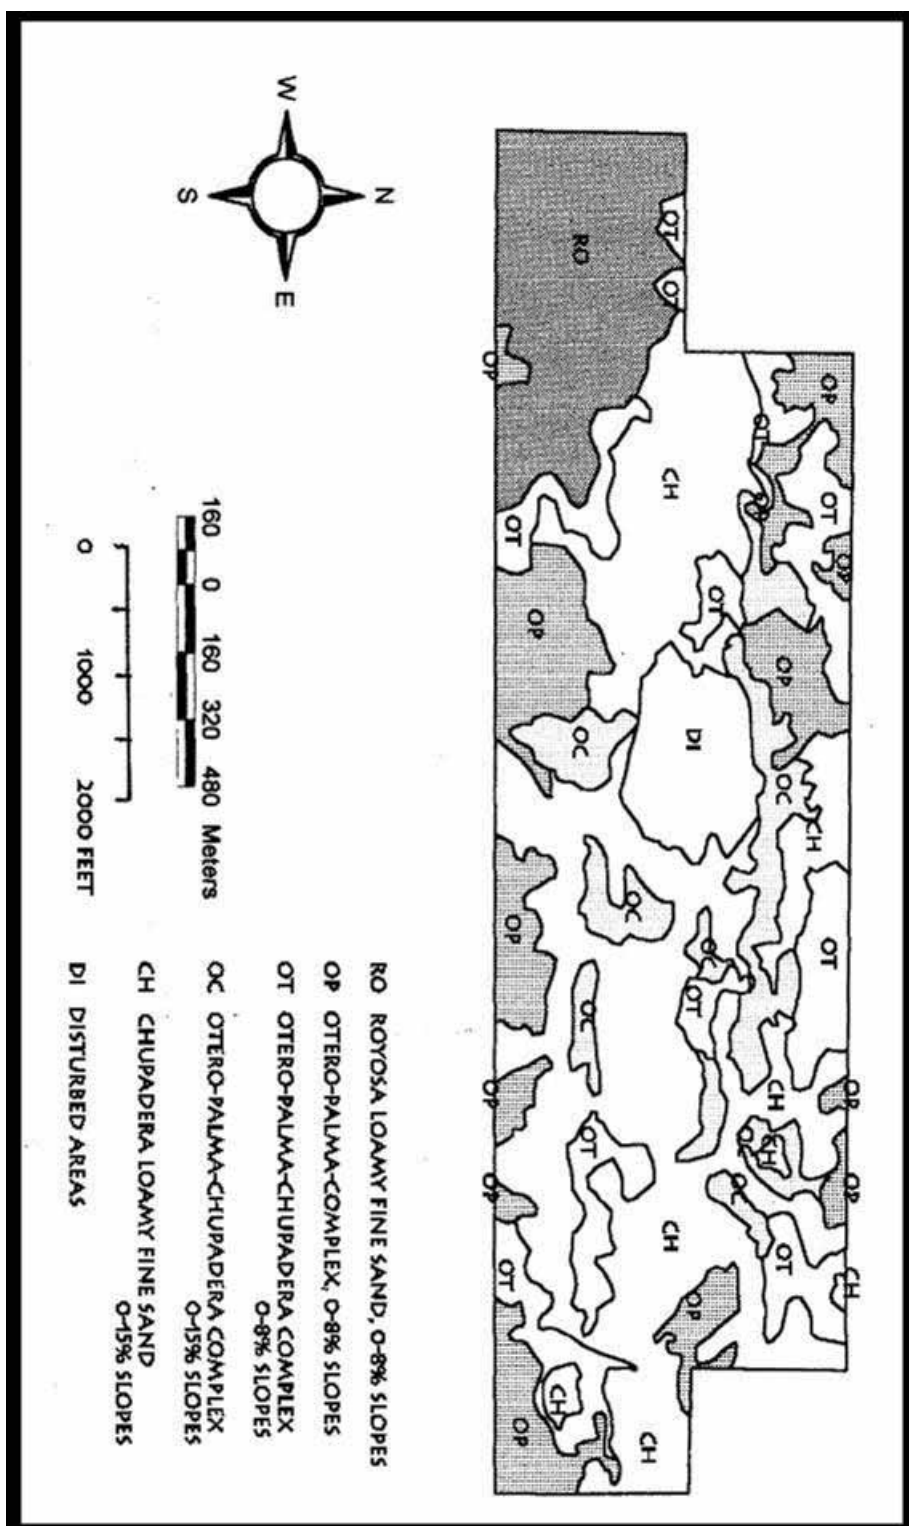 OP
OP
OP
OP
CH
OT
OT
CH
OP
OC
CH
CH
OT
OT
OC
OC
OT
OC
DI
OT
OP
OT
OT
CH
CH
CH
OC
RO
OC
OC
OT
CH
OP
OT
OP
OT
OP
OP
OP
OP
N
W
E
S
160 0 160 320 480 Meters
0 1000 2000 FEET
RO ROYOSA LOAMY FINE SAND, 0-8% SLOPES
OP OTERO-PALMA-COMPLEX, 0-8% SLOPES
OT OTERO-PALMA-CHUPADERA COMPLEX
0-8% SLOPES
OC OTERO-PALMA-CHUPADERA COMPLEX
0-15% SLOPES
CH CHUPADERA LOAMY FINE SAND
0-15% SLOPES
DI DISTURBED AREAS